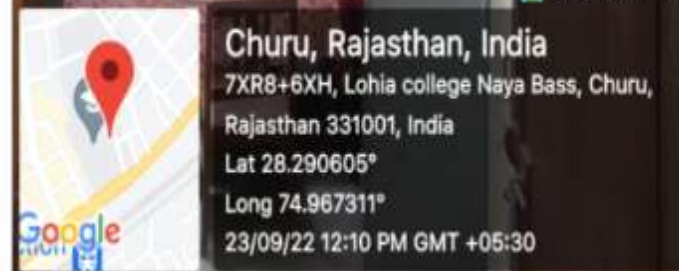 Churu, Rajasthan, India
7XR8+6XH, Lohia college Naya Bass, Churu,
Rajasthan 331001, India
Lat 28.290605°
Long 74.967311°
23/09/22 12:10 PM GMT +05:30
Google